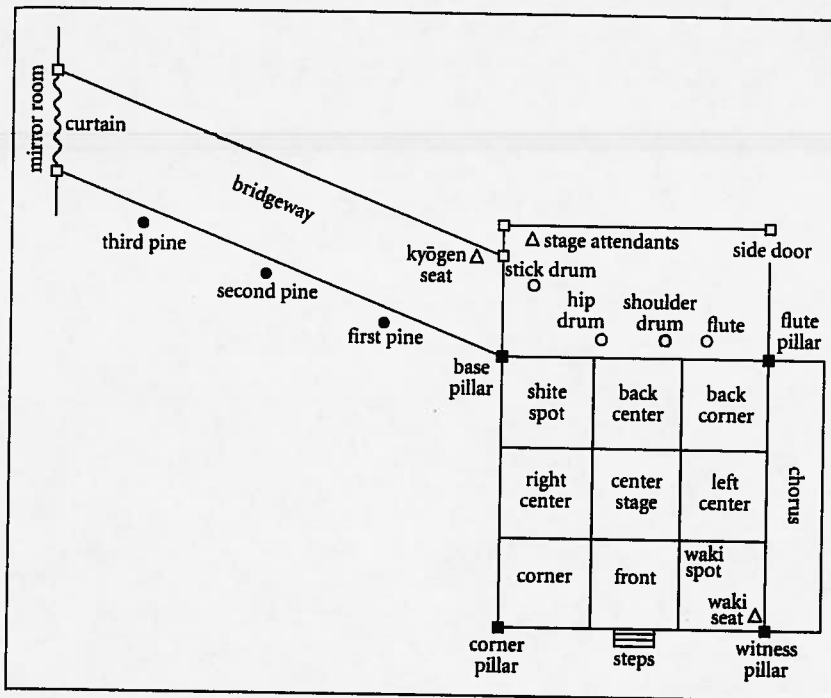 mirror room
curtain
bridgeway
third pine
second pine
first pine
kyōgen
seat
stage attendants
side door
stick drum
hip
drum
shoulder
drum
flute
flute
pillar
base
pillar
shite
spot
back
center
back
corner
right
center
center
stage
left
center
chorus
corner
front
waki
spot
waki
seat
corner
pillar
steps
witness
pillar